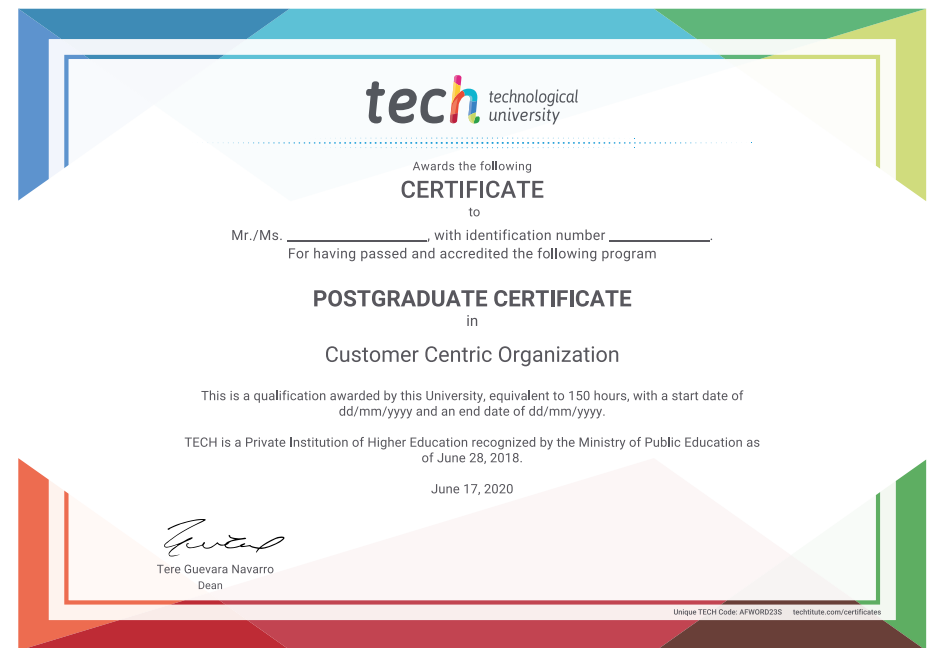 tech technological
university
Awards the following
CERTIFICATE
to
Mr./Ms. ____________________, with identification number ______________.
For having passed and accredited the following program
POSTGRADUATE CERTIFICATE
in
Customer Centric Organization
This is a qualification awarded by this University, equivalent to 150 hours, with a start date of
dd/mm/yyyy and an end date of dd/mm/yyyy.
TECH is a Private Institution of Higher Education recognized by the Ministry of Public Education as
of June 28, 2018.
June 17, 2020
Tere Guevara Navarro
Dean
Unique TECH Code: AFWORD23S techtitute.com/certificates